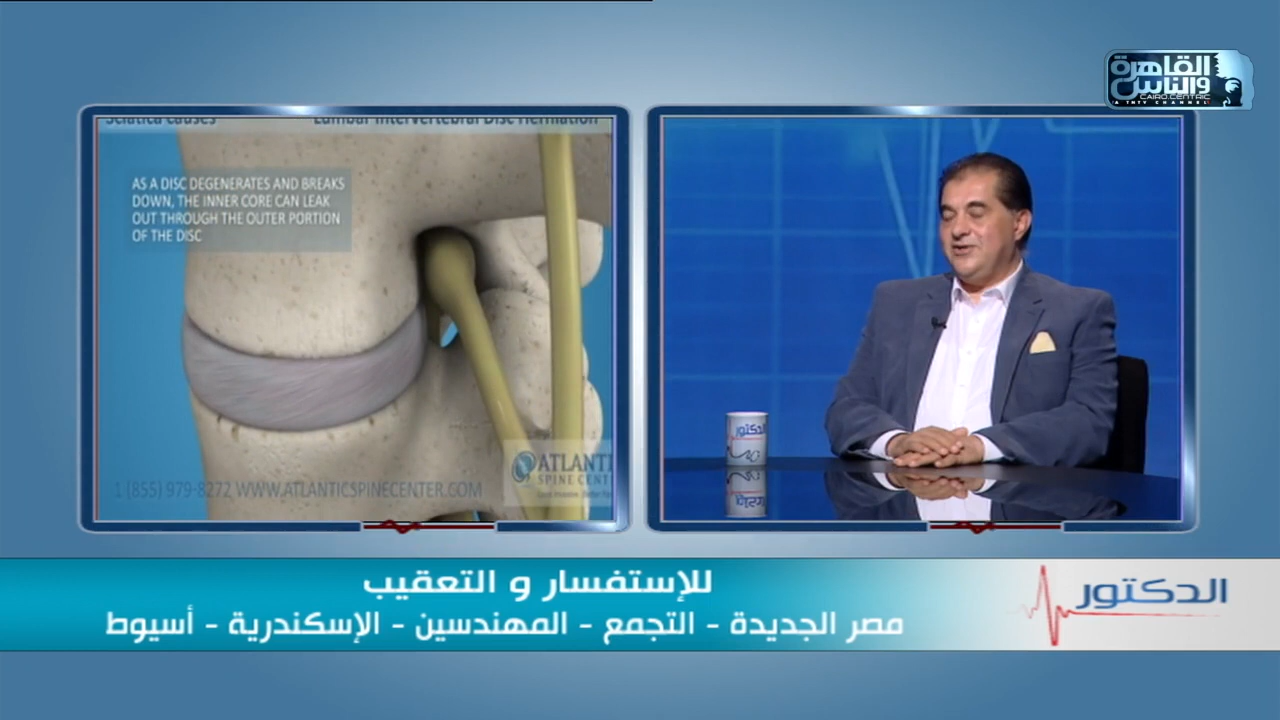 القاهرة
والناس
CAIRO.CENTRIC
A TNTV CHANNEL
Sciatica Causes
Lumbar Intervertebral Disc Herniation
AS A DISC DEGENERATES AND BREAKS
DOWN, THE INNER CORE CAN LEAK
OUT THROUGH THE OUTER PORTION
OF THE DISC
ATLANTI
SPINE CENT
1 (855) 979-8272 WWW.ATLANTICSPINECENTER.COM
الدكتور
للإستفسار و التعقيب
مصر الجديدة - التجمع - المهندسين - الإسكندرية - أسيوط
الدكتور